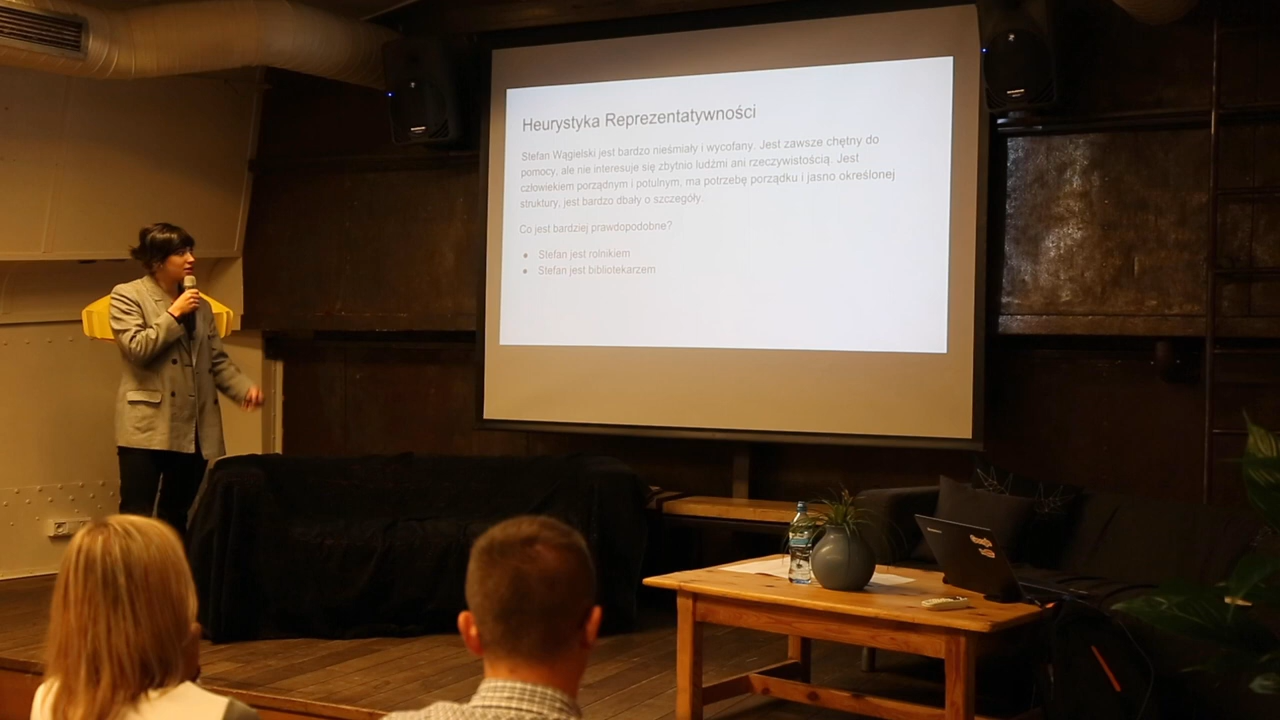 Heurystyka Reprezentatywności
Stefan Wągielski jest bardzo nieśmiały i wycofany. Jest zawsze chętny do
pomocy, ale nie interesuje się zbytnio ludźmi ani rzeczywistością. Jest
człowiekiem porządnym i potulnym, ma potrzebę porządku i jasno określonej
struktury, jest bardzo dbały o szczegóły.
Co jest bardziej prawdopodobne?
● Stefan jest rolnikiem
● Stefan jest bibliotekarzem